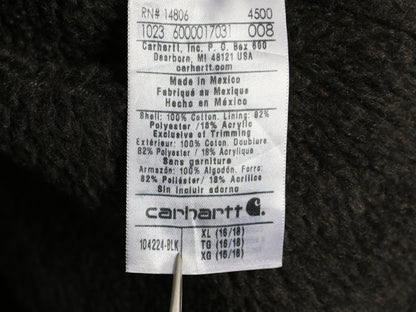 RN# 14806 4500
1023 6000017031 008
Carhartt, Inc. P. O. Box 600
Dearborn, MI 48121 USA
carhartt.com
Made in Mexico
Fabriqué au Mexique
Hecho en México
Shell: 100% Cotton. Lining: 82%
Polyester /18% Acrylic
Exclusive of Trimming
Extérieur: 100% Coton. Doublure
82% Polyester / 18% Acrylique
Sans garniture
Armazón: 100% Algodón. Forro:
82% Poliéster/ 18% Acrílico
Sin incluir adorno
carhartt
104224-BLK XL (16/18)
TG (16/18)
XG (16/18)